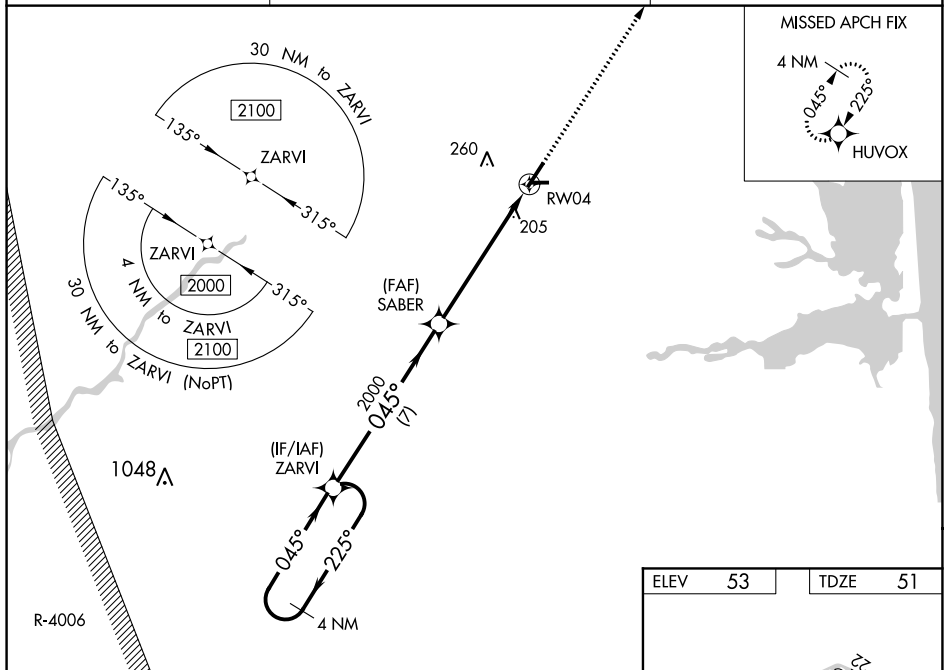 MISSED APCH FIX
4 NM
045°
225°
HUVOX
30 NM to ZARVI
2100
135°
ZARVI
315°
135°
ZARVI
2000
315°
4 NM to ZARVI
2100
30 NM to ZARVI (NoPT)
260
RW04
205
(FAF)
SABER
2000
045°
(7)
(IF/IAF)
ZARVI
1048
045°
225°
4 NM
R-4006
ELEV 53
TDZE 51
22